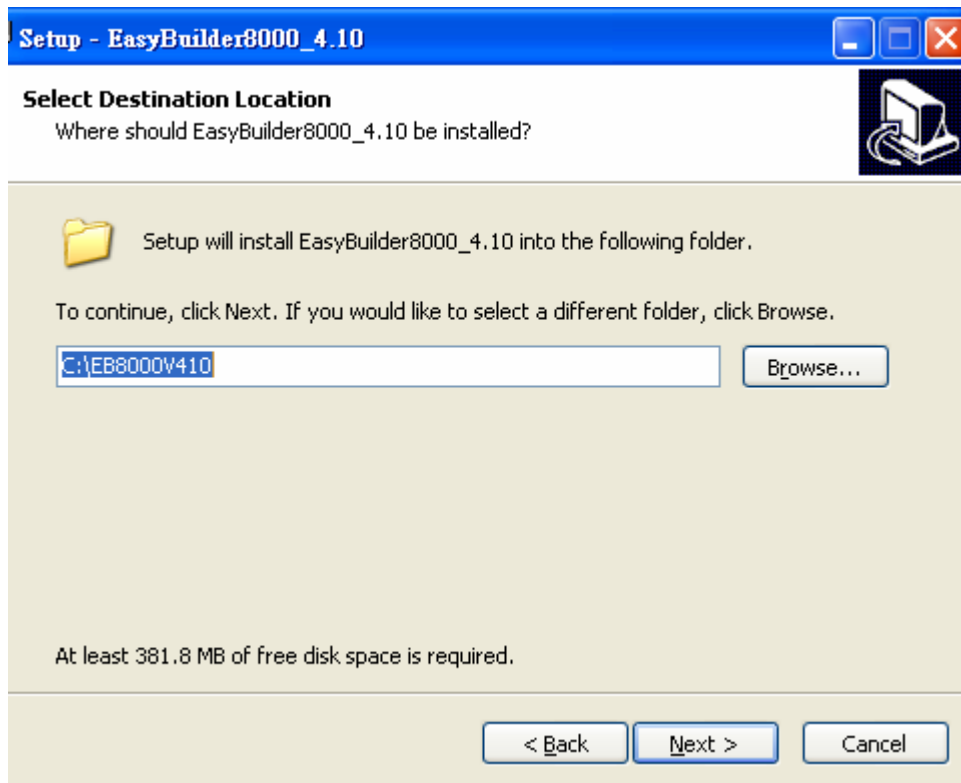 Setup - EasyBuilder8000_4.10
Select Destination Location
Where should EasyBuilder8000_4.10 be installed?
Setup will install EasyBuilder8000_4.10 into the following folder.
To continue, click Next. If you would like to select a different folder, click Browse.
C:\EB8000V410
Browse...
At least 381.8 MB of free disk space is required.
< Back
Next >
Cancel